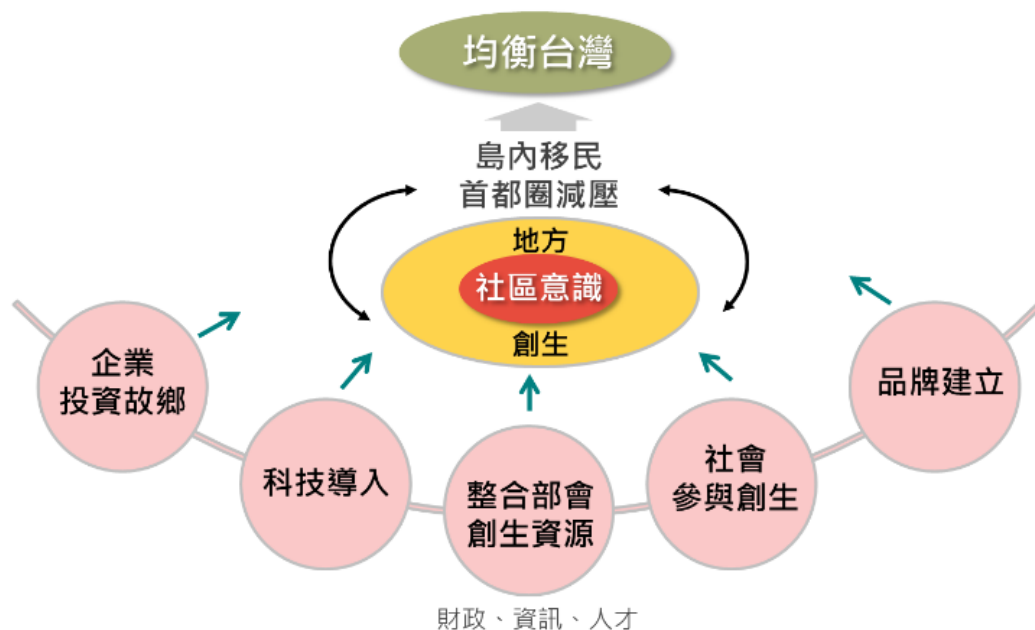 均衡台灣
島內移民
首都圈減壓
地方
社區意識
創生
企業
投資故鄉
科技導入
整合部會
創生資源
社會
參與創生
品牌建立
財政、資訊、人才